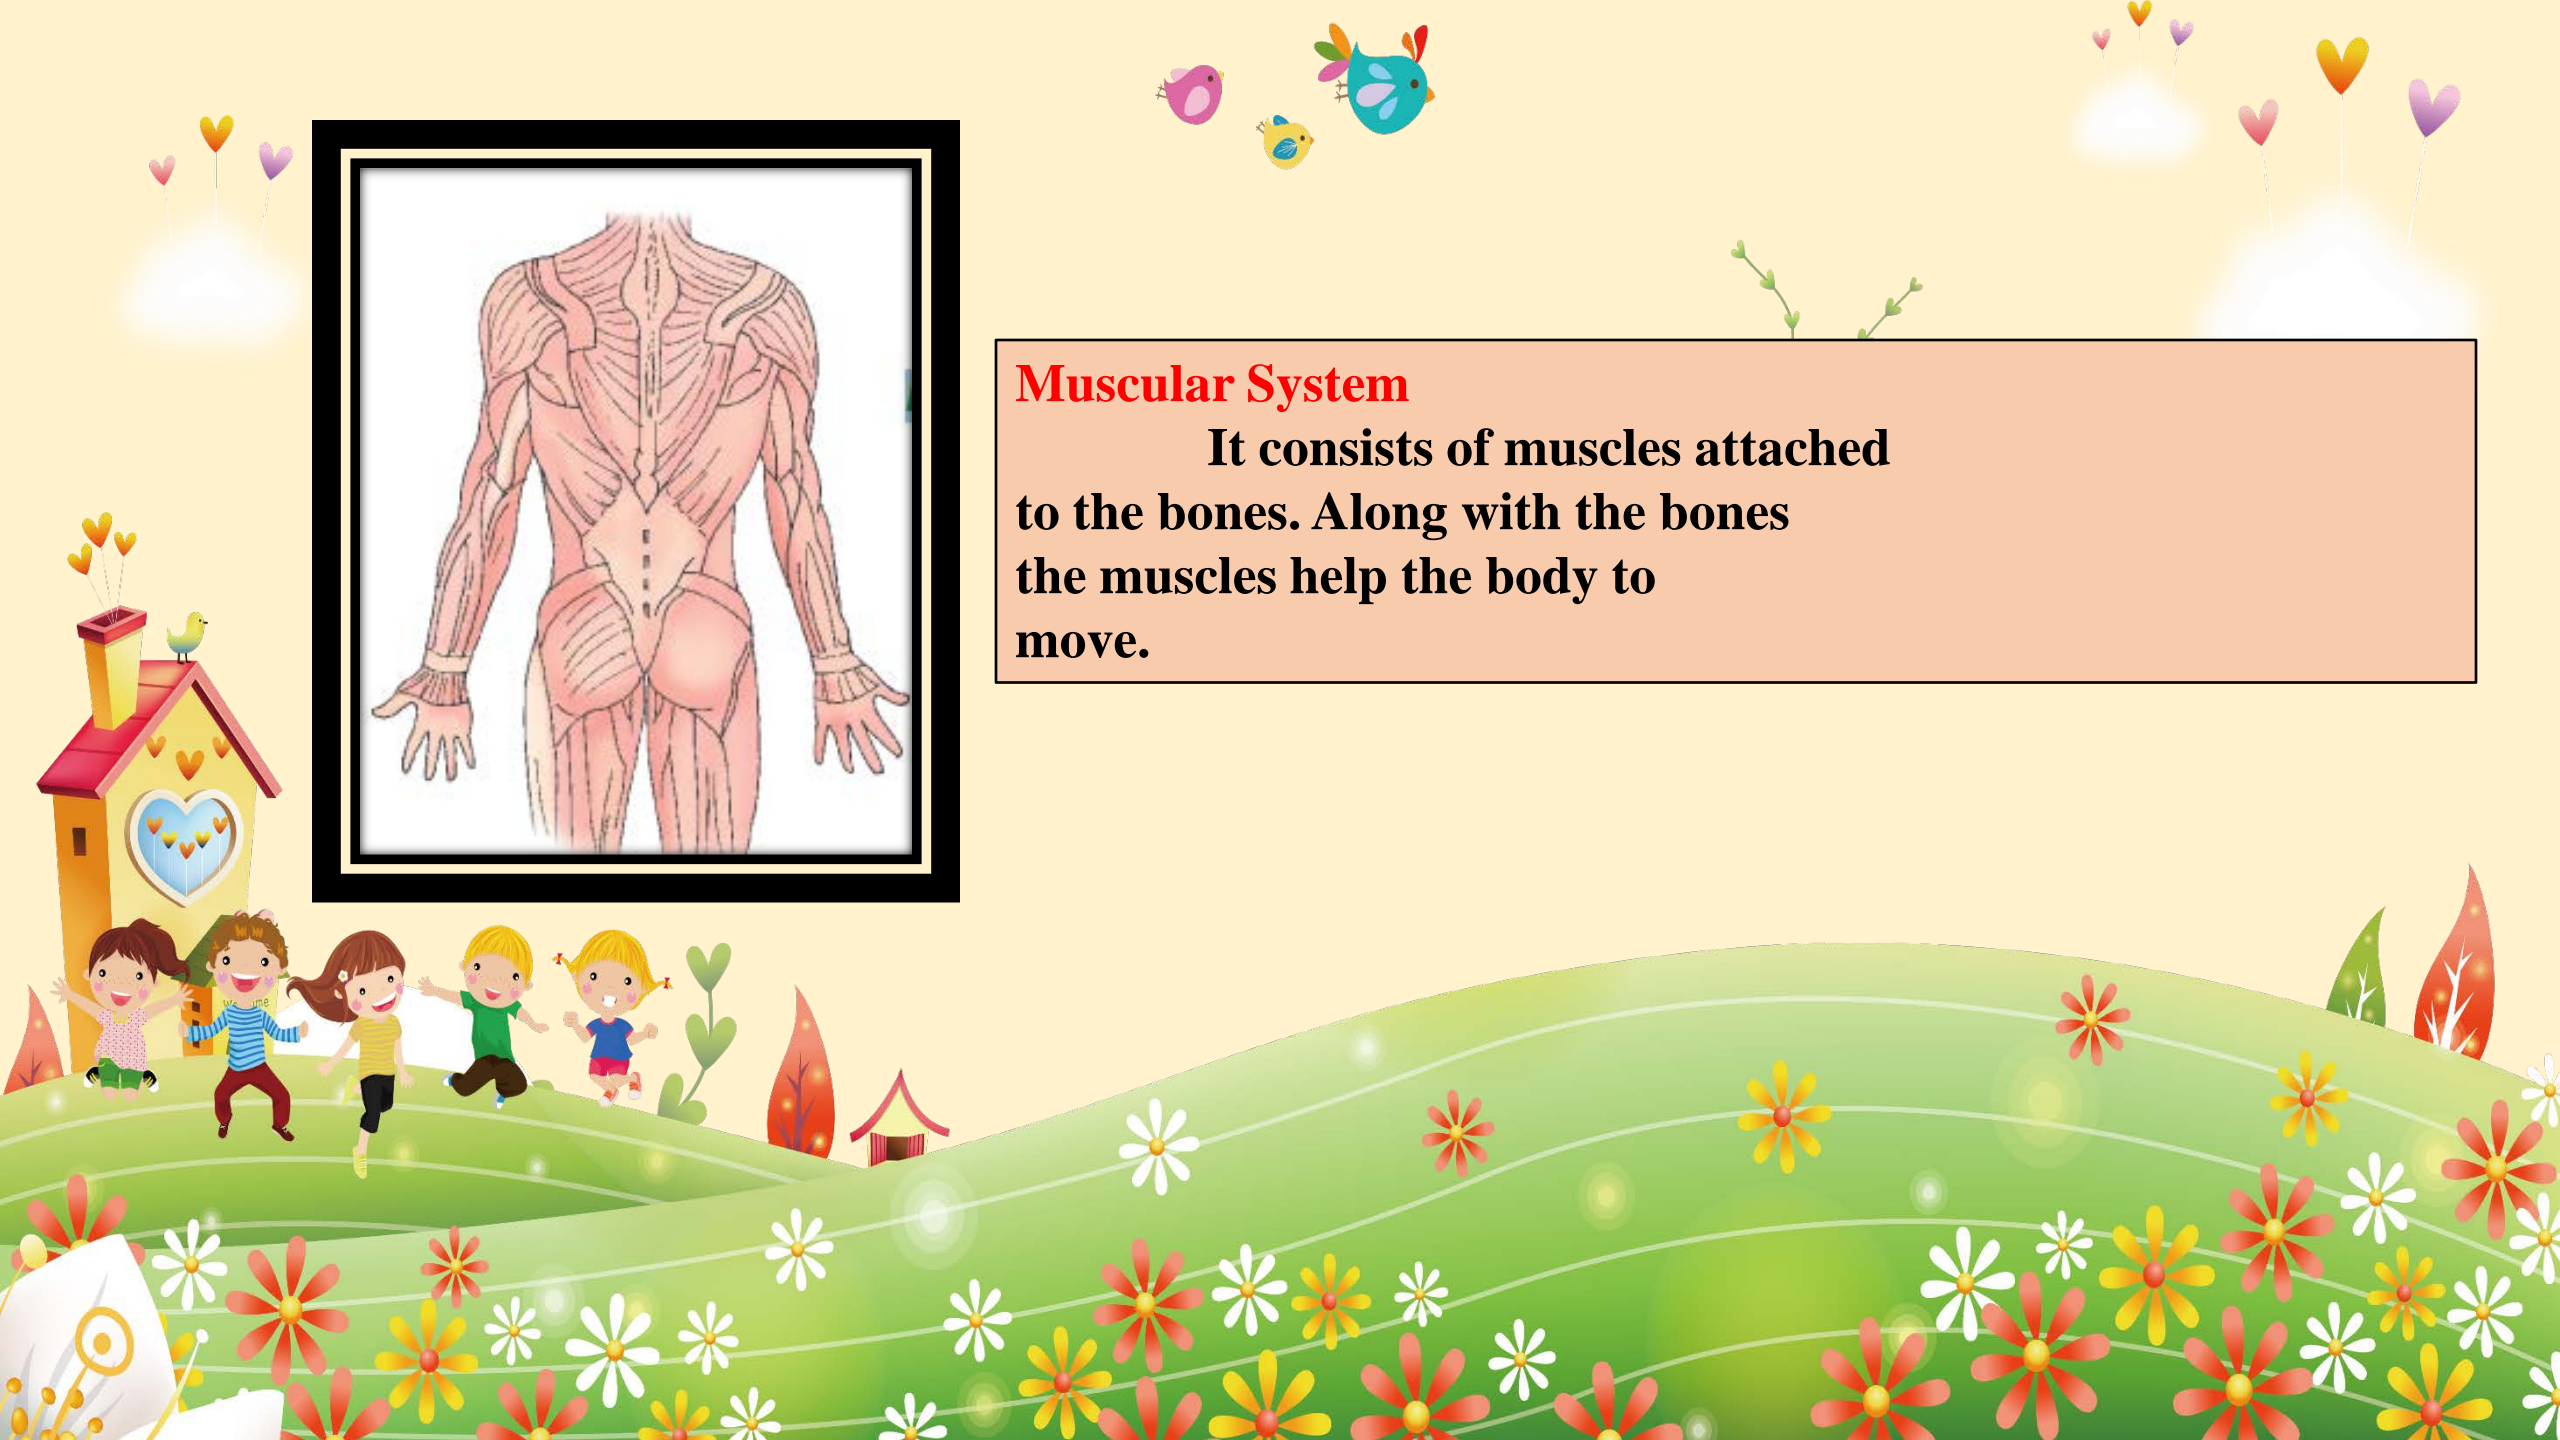 Muscular System
It consists of muscles attached
to the bones. Along with the bones
the muscles help the body to
move.